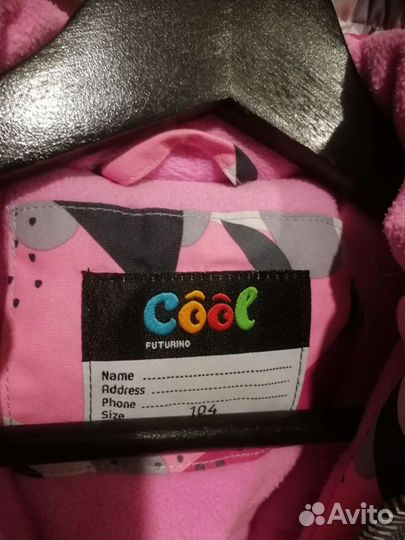 Côôl
FUTURINO
Name
Address
Phone
Size 104
Avito